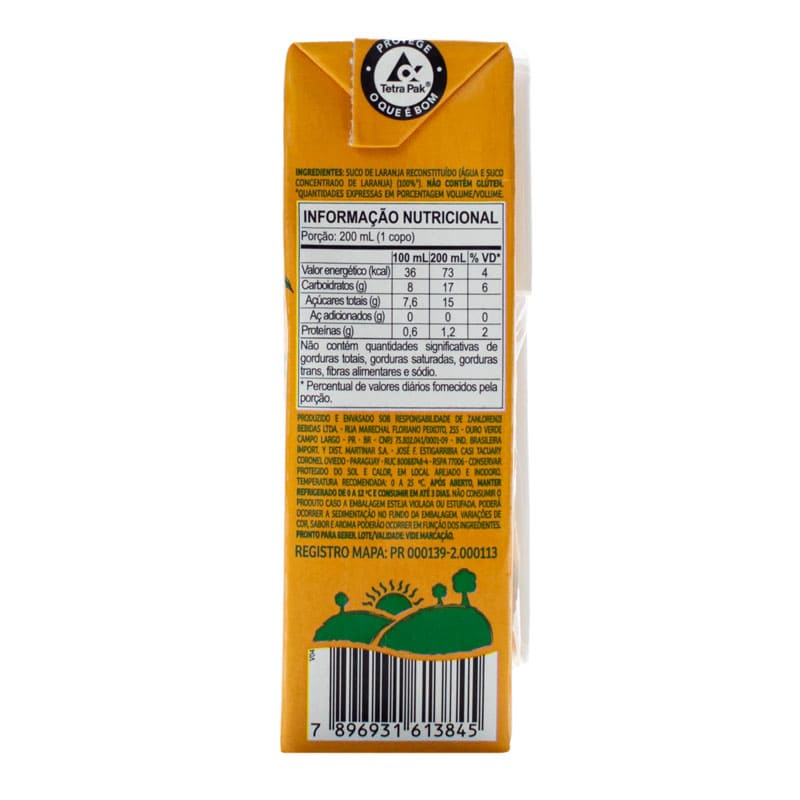 PROTEGE
Tetra Pak®
O QUE É BOM
INGREDIENTES: SUCO DE LARANJA RECONSTITUÍDO (ÁGUA E SUCO
CONCENTRADO DE LARANJA) (100%*). NÃO CONTÉM GLÚTEN.
*QUANTIDADES EXPRESSAS EM PORCENTAGEM VOLUME/VOLUME.
INFORMAÇÃO NUTRICIONAL
Porção: 200 mL (1 copo)
100 mL 200 mL % VD*
Valor energético (kcal) 36 73 4
Carboidratos (g) 8 17 6
Açúcares totais (g) 7,6 15
Aç adicionados (g) 0 0 0
Proteínas (g) 0,6 1,2 2
Não contém quantidades significativas de
gorduras totais, gorduras saturadas, gorduras
trans, fibras alimentares e sódio.
* Percentual de valores diários fornecidos pela
porção.
PRODUZIDO E ENVASADO SOB RESPONSABILIDADE DE ZANLORENZI
BEBIDAS LTDA. - RUA MARECHAL FLORIANO PEIXOTO, 255 - OURO VERDE
CAMPO LARGO - PR - BR - CNPJ 75.802.041/0001-09 - IND. BRASILEIRA
IMPORT. Y DIST. MARTINAR S.A. - JOSÉ F. ESTIGARRIBIA CASI TACUARY
CORONEL OVIEDO - PARAGUAY - RUC 80088748-4 - RSPA 77006 - CONSERVAR
PROTEGIDO DO SOL E CALOR, EM LOCAL AREJADO E INODORO.
TEMPERATURA RECOMENDADA: 0 A 25 ºC. APÓS ABERTO, MANTER
REFRIGERADO DE 0 A 12 ºC E CONSUMIR EM ATÉ 3 DIAS. NÃO CONSUMIR O
PRODUTO CASO A EMBALAGEM ESTEJA VIOLADA OU ESTUFADA. PODERÁ
OCORRER A SEDIMENTAÇÃO NO FUNDO DA EMBALAGEM. VARIAÇÕES DE
COR, SABOR E AROMA PODERÃO OCORRER EM FUNÇÃO DOS INGREDIENTES.
PRONTO PARA BEBER. LOTE/VALIDADE: VIDE MARCAÇÃO.
REGISTRO MAPA: PR 000139-2.000113
V04
7 896931 613845